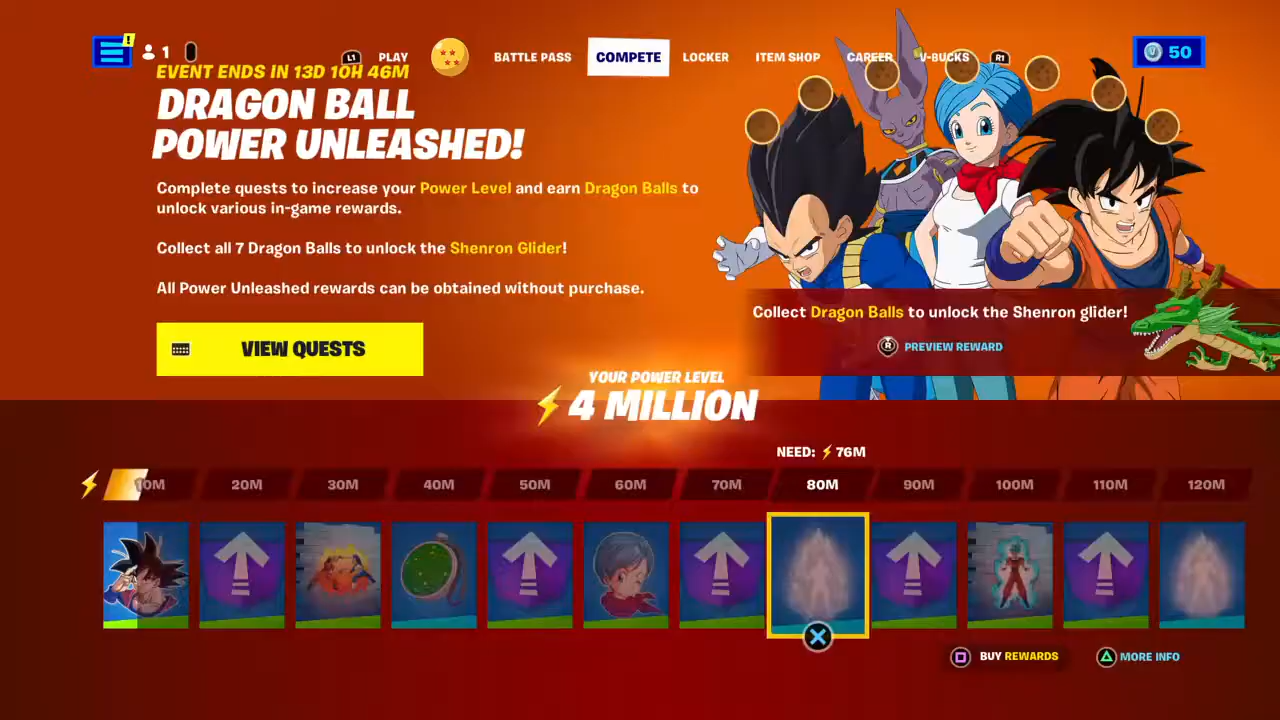 1
L1
PLAY
BATTLE PASS
COMPETE
LOCKER
ITEM SHOP
CAREER
V-BUCKS
R1
V 50
EVENT ENDS IN 13D 10H 46M
DRAGON BALL
POWER UNLEASHED!
Complete quests to increase your Power Level and earn Dragon Balls to
unlock various in-game rewards.
Collect all 7 Dragon Balls to unlock the Shenron Glider!
All Power Unleashed rewards can be obtained without purchase.
VIEW QUESTS
Collect Dragon Balls to unlock the Shenron glider!
R PREVIEW REWARD
YOUR POWER LEVEL
4 MILLION
NEED: 76M
10M 20M 30M 40M 50M 60M 70M 80M 90M 100M 110M 120M
BUY REWARDS
MORE INFO